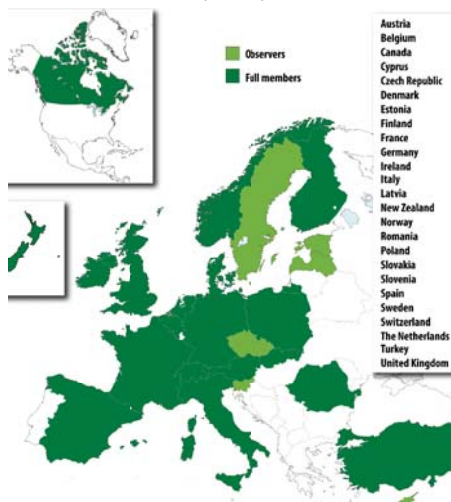 Observers
Full members
Austria
Belgium
Canada
Cyprus
Czech Republic
Denmark
Estonia
Finland
France
Germany
Ireland
Italy
Latvia
New Zealand
Norway
Romania
Poland
Slovakia
Slovenia
Spain
Sweden
Switzerland
The Netherlands
Turkey
United Kingdom